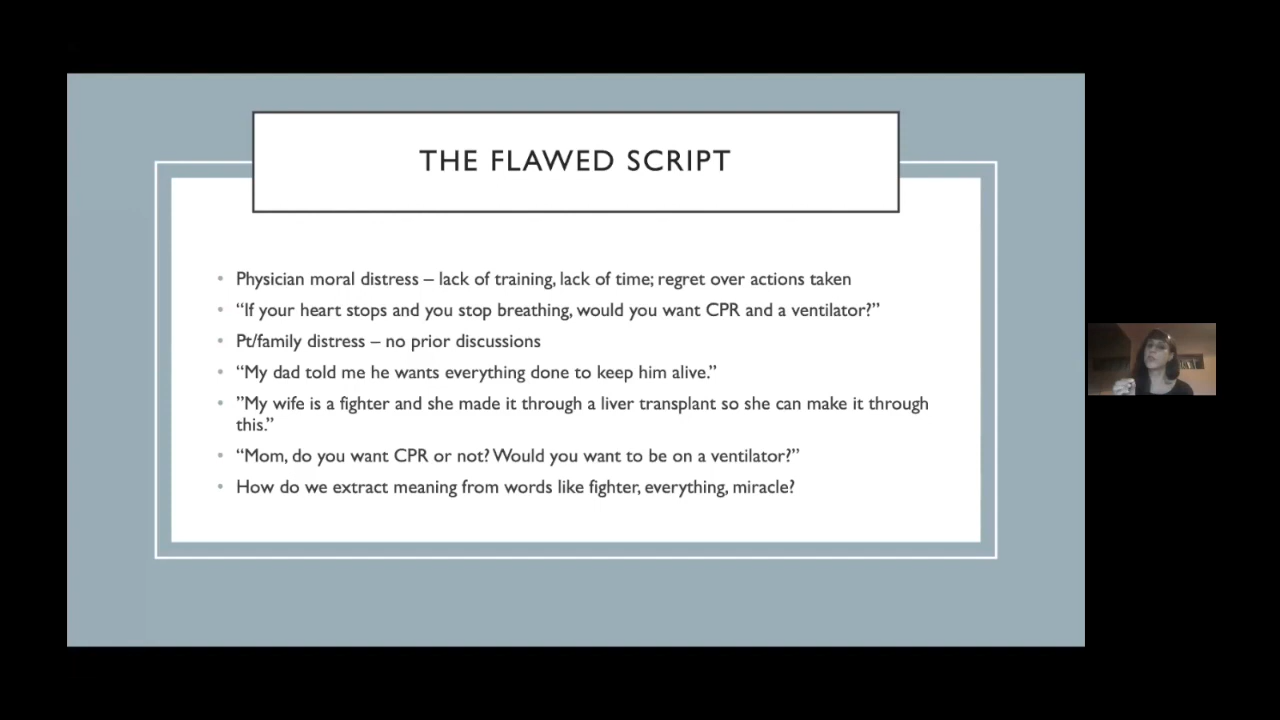 THE FLAWED SCRIPT
• Physician moral distress – lack of training, lack of time; regret over actions taken
• “If your heart stops and you stop breathing, would you want CPR and a ventilator?”
• Pt/family distress – no prior discussions
• “My dad told me he wants everything done to keep him alive.”
• ”My wife is a fighter and she made it through a liver transplant so she can make it through
this.”
• “Mom, do you want CPR or not? Would you want to be on a ventilator?”
• How do we extract meaning from words like fighter, everything, miracle?